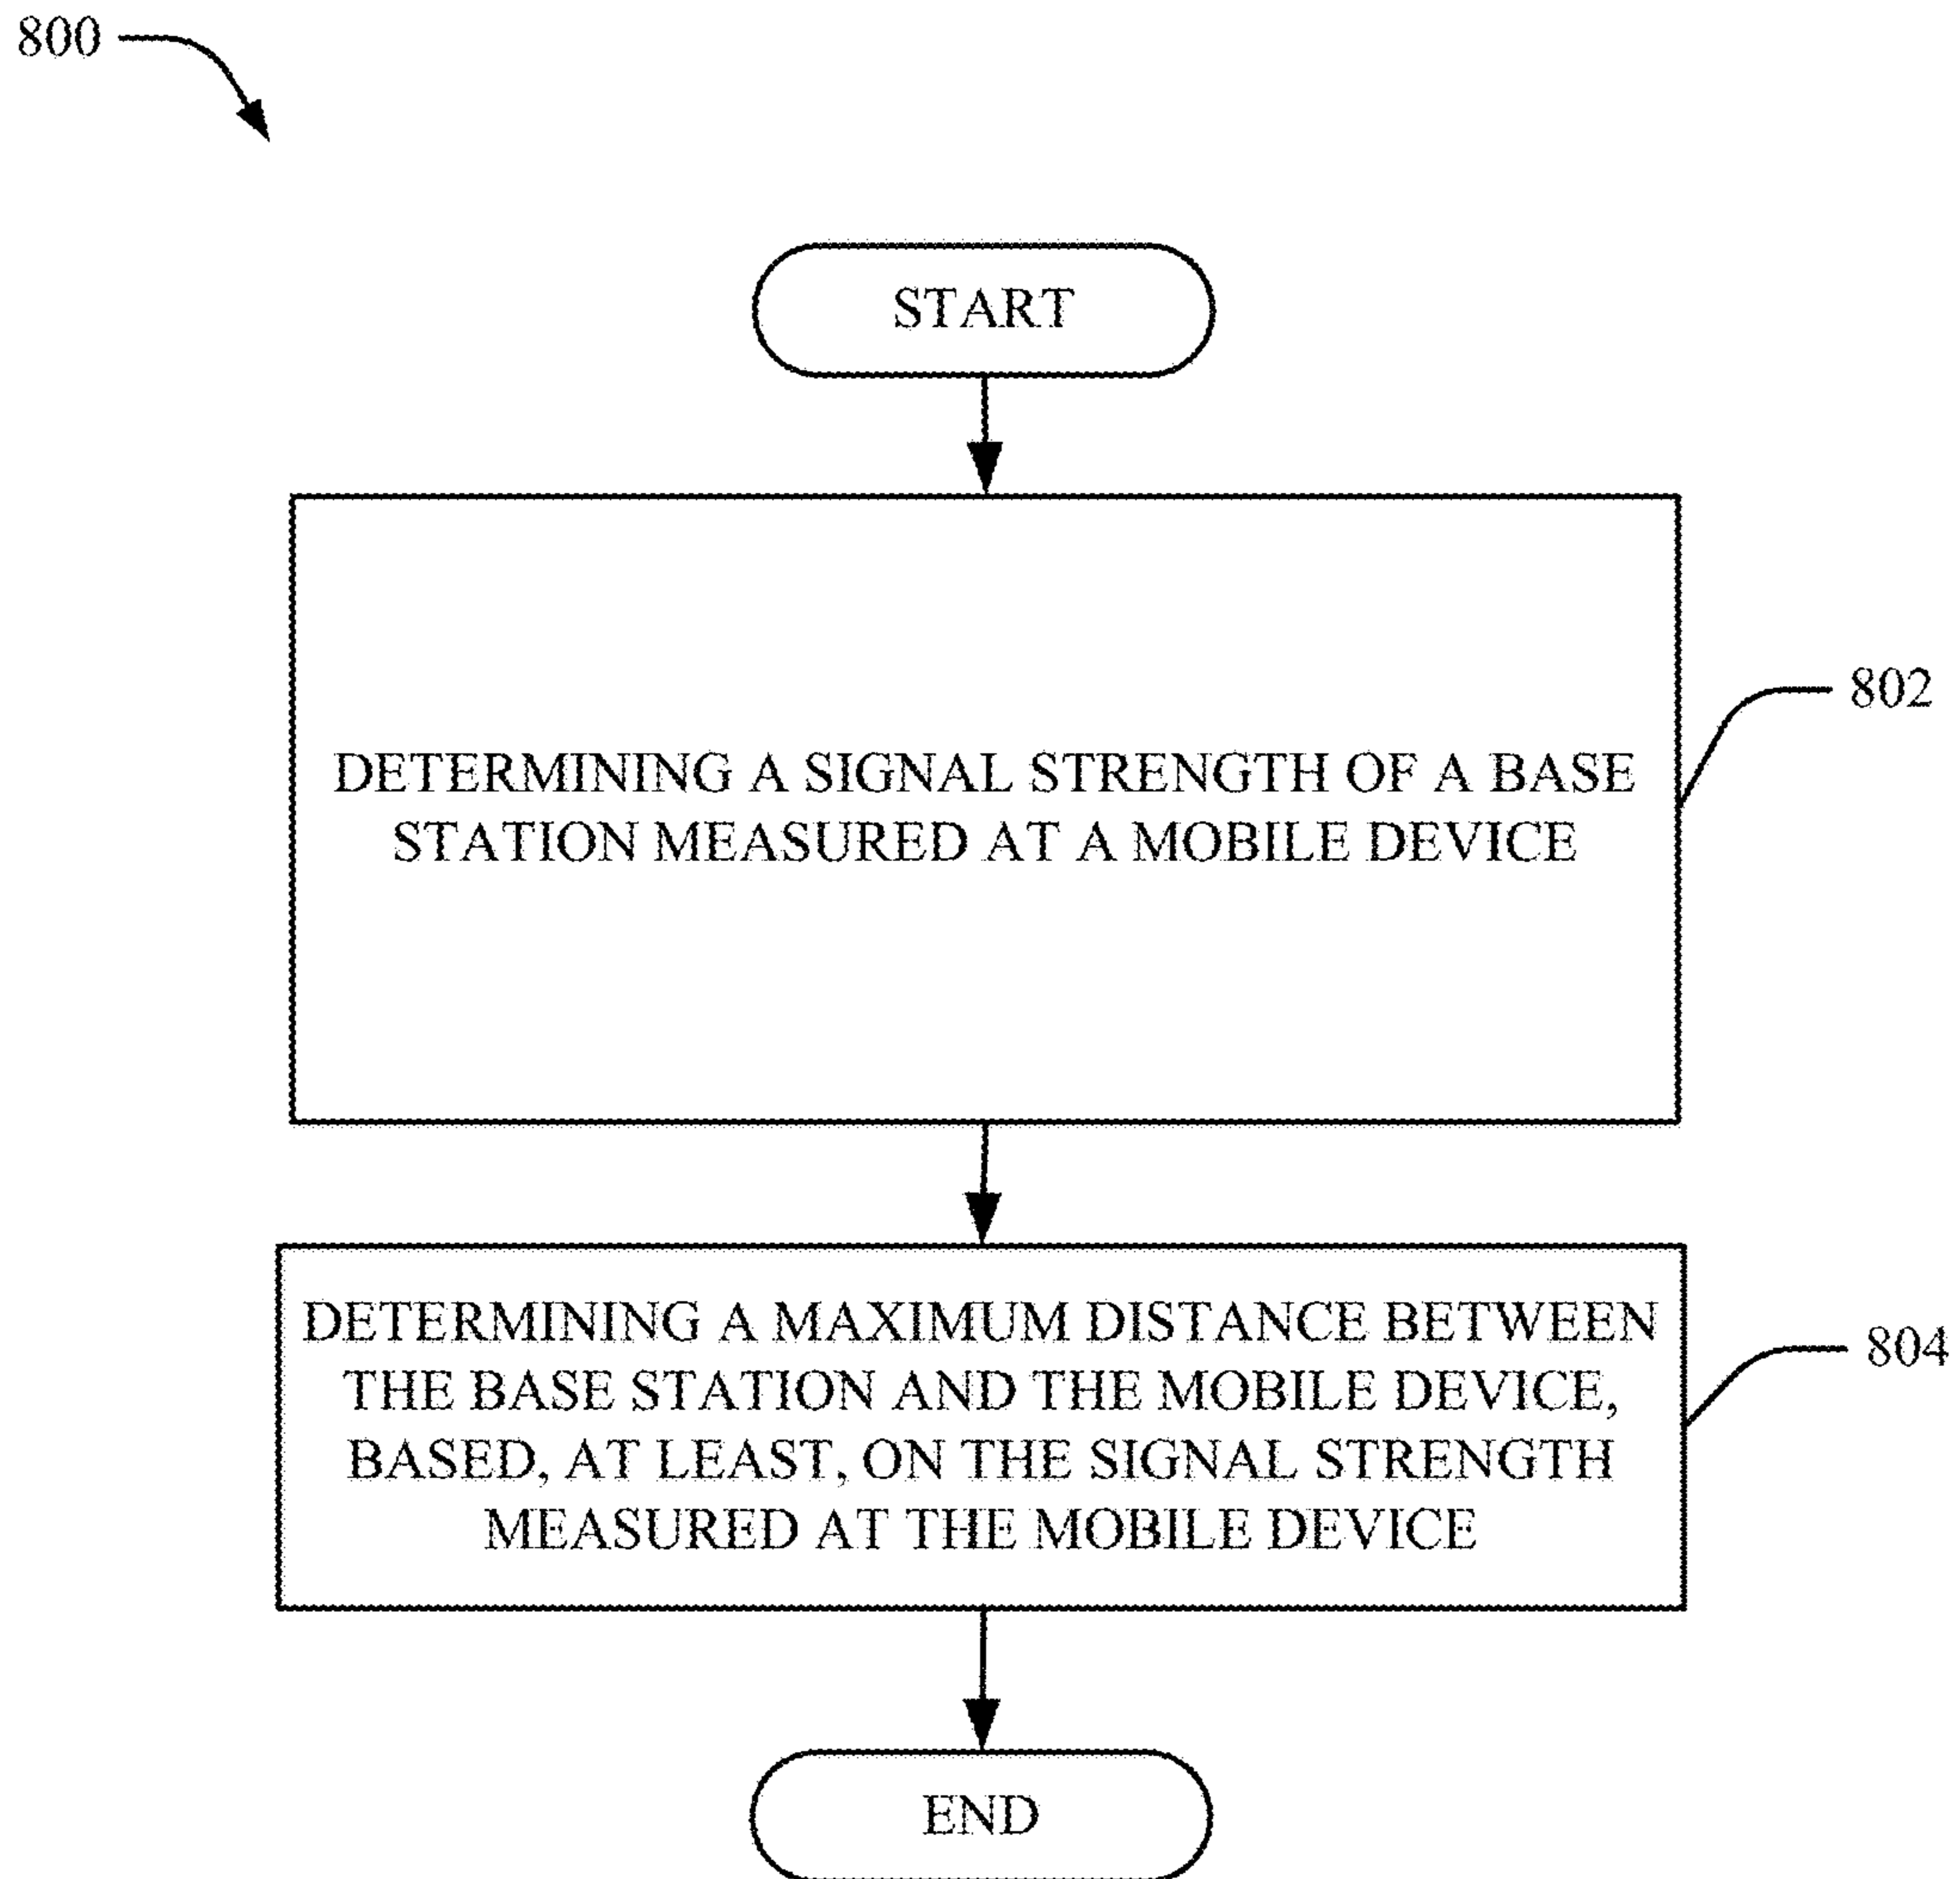 800
START
DETERMINING A SIGNAL STRENGTH OF A BASE
STATION MEASURED AT A MOBILE DEVICE
802
DETERMINING A MAXIMUM DISTANCE BETWEEN
THE BASE STATION AND THE MOBILE DEVICE,
BASED, AT LEAST, ON THE SIGNAL STRENGTH
MEASURED AT THE MOBILE DEVICE
804
END